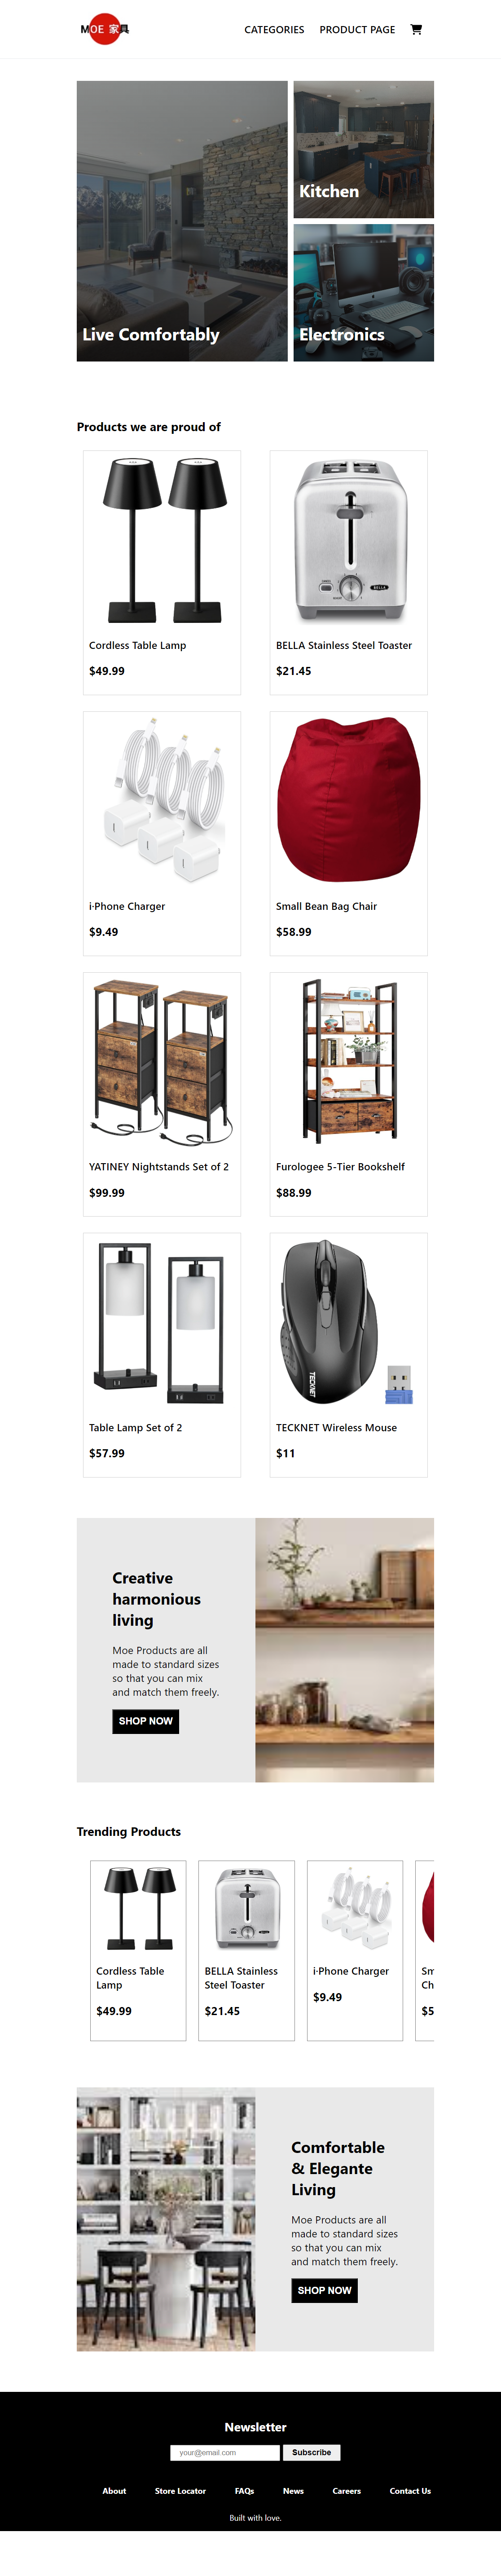 MOE 家具
CATEGORIES
PRODUCT PAGE
Kitchen
Live Comfortably
Electronics
Products we are proud of
Cordless Table Lamp
$49.99
BELLA
BELLA Stainless Steel Toaster
$21.45
i-Phone Charger
$9.49
Small Bean Bag Chair
$58.99
YATINEY Nightstands Set of 2
$99.99
Furologee 5-Tier Bookshelf
$88.99
Table Lamp Set of 2
$57.99
TECKNET
TECKNET Wireless Mouse
$11
Creative
harmonious
living
Moe Products are all
made to standard sizes
so that you can mix
and match them freely.
SHOP NOW
Trending Products
Cordless Table
Lamp
$49.99
BELLA Stainless
Steel Toaster
$21.45
i-Phone Charger
$9.49
Sm
Ch
$5
Comfortable
& Elegante
Living
Moe Products are all
made to standard sizes
so that you can mix
and match them freely.
SHOP NOW
Newsletter
your@email.com
Subscribe
About
Store Locator
FAQs
News
Careers
Contact Us
Built with love.